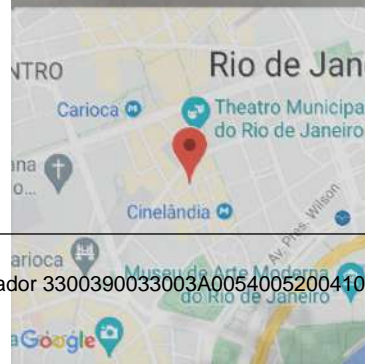 NTRO
Rio de Jan
Carioca
Theatro Municipa
do Rio de Janeiro
ana
o...
Cinelândia
Av. Pres. Wilson
arioca
Museu de Arte Moderna
ador 3300390033003A0054005200410
do Rio de Janeiro
Google